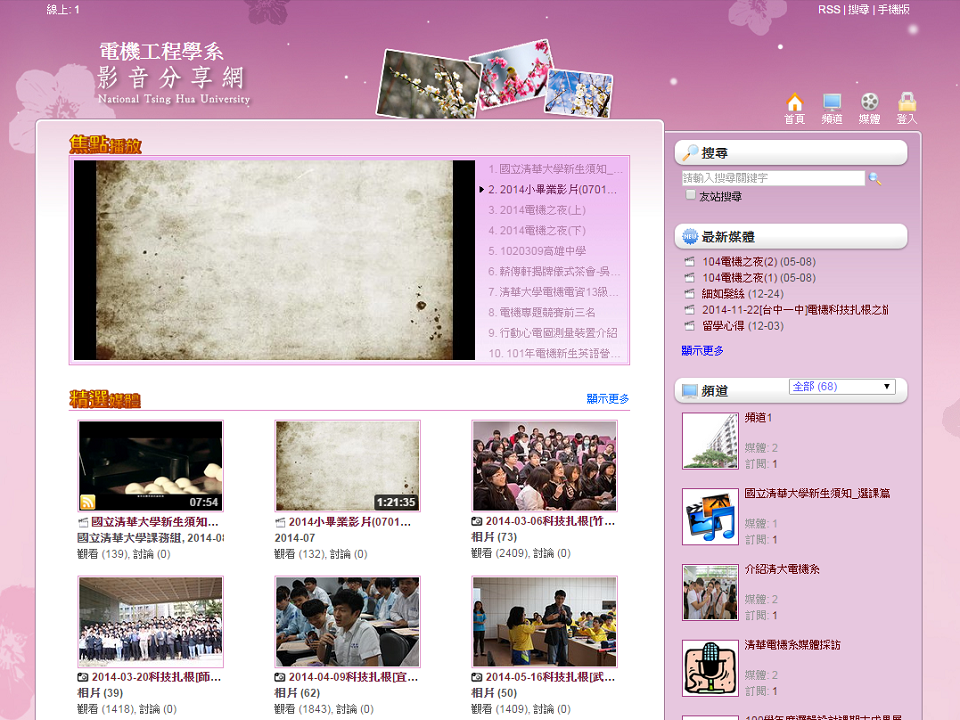 線上: 1
RSS | 搜尋 | 手機版
電機工程學系
影音分享網
National Tsing Hua University
首頁 頻道 媒體 登入
焦點播放
1. 國立清華大學新生須知_...
2. 2014小畢業影片(0701...
3. 2014電機之夜(上)
4. 2014電機之夜(下)
5. 1020309高雄中學
6. 薪傳軒揭牌儀式茶會-吳...
7. 清華大學電機電資13級...
8. 電機專題競賽前三名
9. 行動心電圖測量裝置介紹
10. 101年電機新生英語營...
精選媒體
顯示更多
07:54
國立清華大學新生須知...
國立清華大學課務組, 2014-08
觀看 (139), 討論 (0)
1:21:35
2014小畢業影片(0701...
2014-07
觀看 (132), 討論 (0)
2014-03-06科技扎根[竹...
相片 (73)
觀看 (2409), 討論 (0)
2014-03-20科技扎根[師...
相片 (39)
觀看 (1418), 討論 (0)
2014-04-09科技扎根[宜...
相片 (62)
觀看 (1843), 討論 (0)
2014-05-16科技扎根[武...
相片 (50)
觀看 (1409), 討論 (0)
搜尋
請輸入搜尋關鍵字
友站搜尋
NEW
最新媒體
104電機之夜(2) (05-08)
104電機之夜(1) (05-08)
細如髮絲 (12-24)
2014-11-22[台中一中]電機科技扎根之旅
留學心得 (12-03)
顯示更多
頻道
全部 (68)
頻道1
媒體: 2
訂閱: 1
國立清華大學新生須知_選課篇
媒體: 1
訂閱: 1
介紹清大電機系
媒體: 2
訂閱: 1
清華電機系媒體採訪
媒體: 2
訂閱: 1